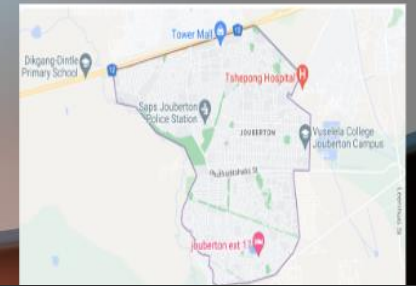 Tower Mall
12
Dikgang-Dintle
Primary School
12
Tshepong Hospital
Saps Jouberton
Police Station
JOUBERTON
Vuselela College
Jouberton Campus
jouberton ext 17